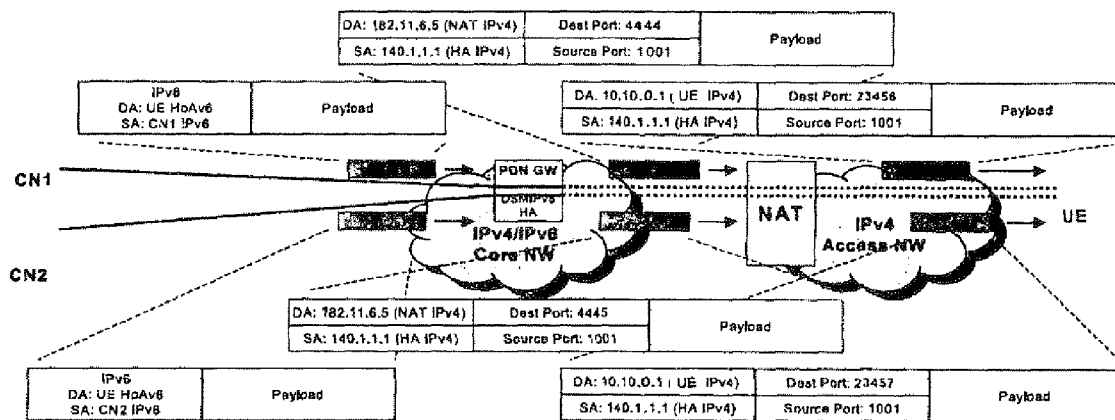 DA: 182.11.6.5 (NAT IPv4)
Dest Port: 4444
Payload
SA: 140.1.1.1 (HA IPv4)
Source Port: 1001
IPv6
DA: UE HoAv6
SA: CN1 IPv6
Payload
DA: 10.10.0.1 ( UE IPv4)
Dest Port: 23456
Payload
SA: 140.1.1.1 (HA IPv4)
Source Port: 1001
CN1
PDN GW
DSMIPv6
HA
IPv4/IPv6
Core NW
NAT
IPv4
Access-NW
UE
CN2
DA: 182.11.6.5 (NAT IPv4)
Dest Port: 4445
Payload
SA: 140.1.1.1 (HA IPv4)
Source Port: 1001
IPv6
DA: UE HoAv6
SA: CN2 IPv6
Payload
DA: 10.10.0.1 ( UE IPv4)
Dest Port: 23457
Payload
SA: 140.1.1.1 (HA IPv4)
Source Port: 1001